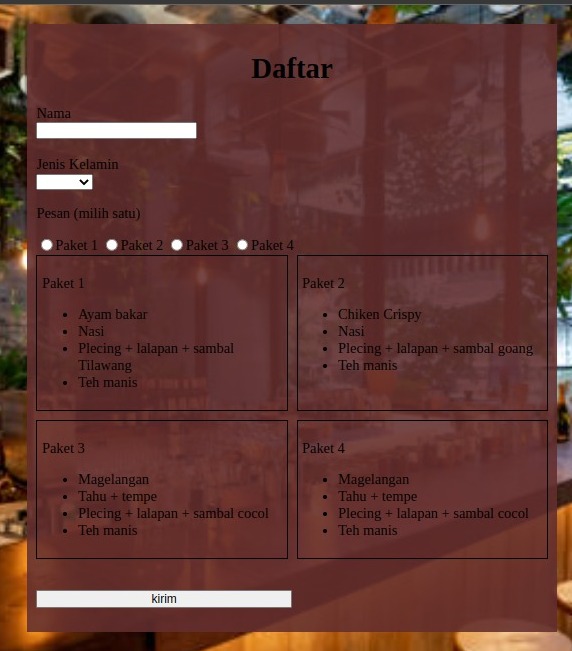 Daftar
Nama
Jenis Kelamin
Pesan (milih satu)
Paket 1 Paket 2 Paket 3 Paket 4
Paket 1
Ayam bakar
Nasi
Plecing + lalapan + sambal
Tilawang
Teh manis
Paket 2
Chiken Crispy
Nasi
Plecing + lalapan + sambal goang
Teh manis
Paket 3
Magelangan
Tahu + tempe
Plecing + lalapan + sambal cocol
Teh manis
Paket 4
Magelangan
Tahu + tempe
Plecing + lalapan + sambal cocol
Teh manis
kirim